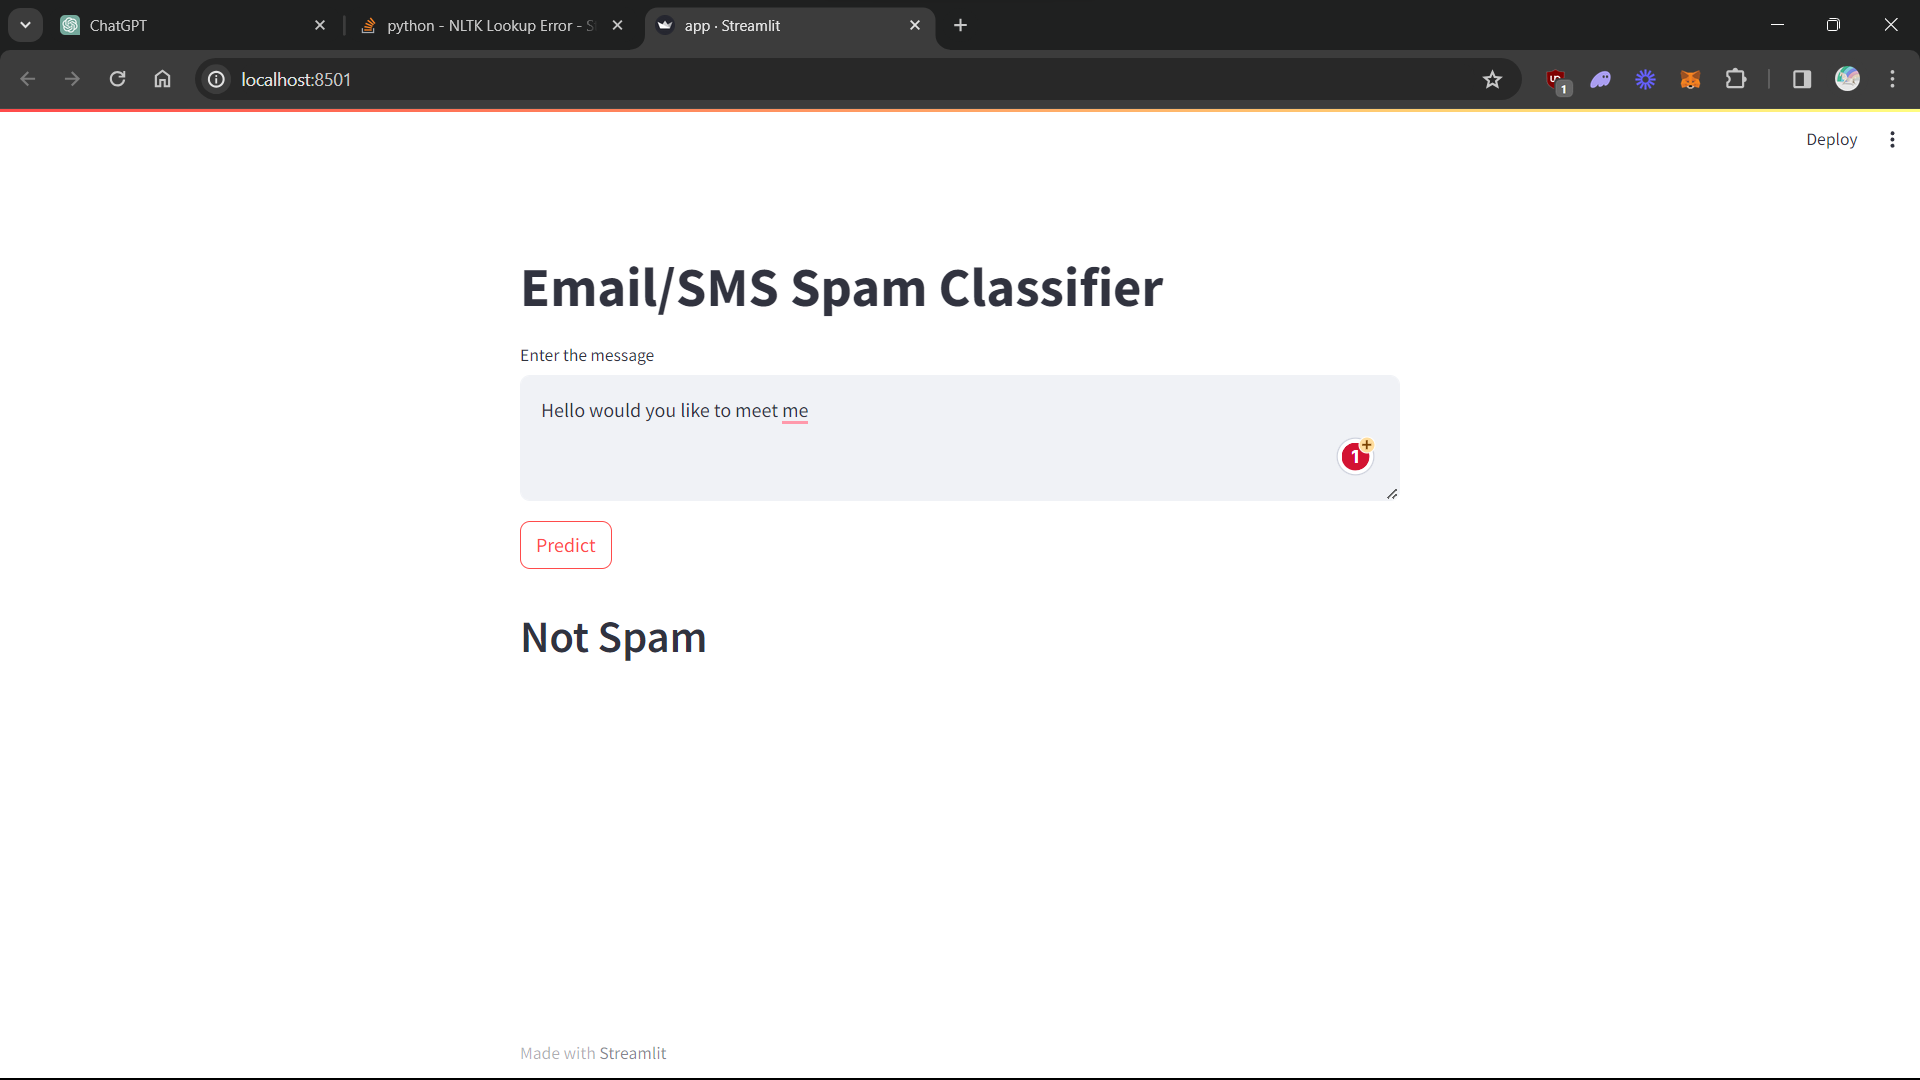 ChatGPT
python - NLTK Lookup Error - S
app · Streamlit
localhost:8501
1
Deploy
Email/SMS Spam Classifier
Enter the message
Hello would you like to meet me
1
Predict
Not Spam
Made with Streamlit